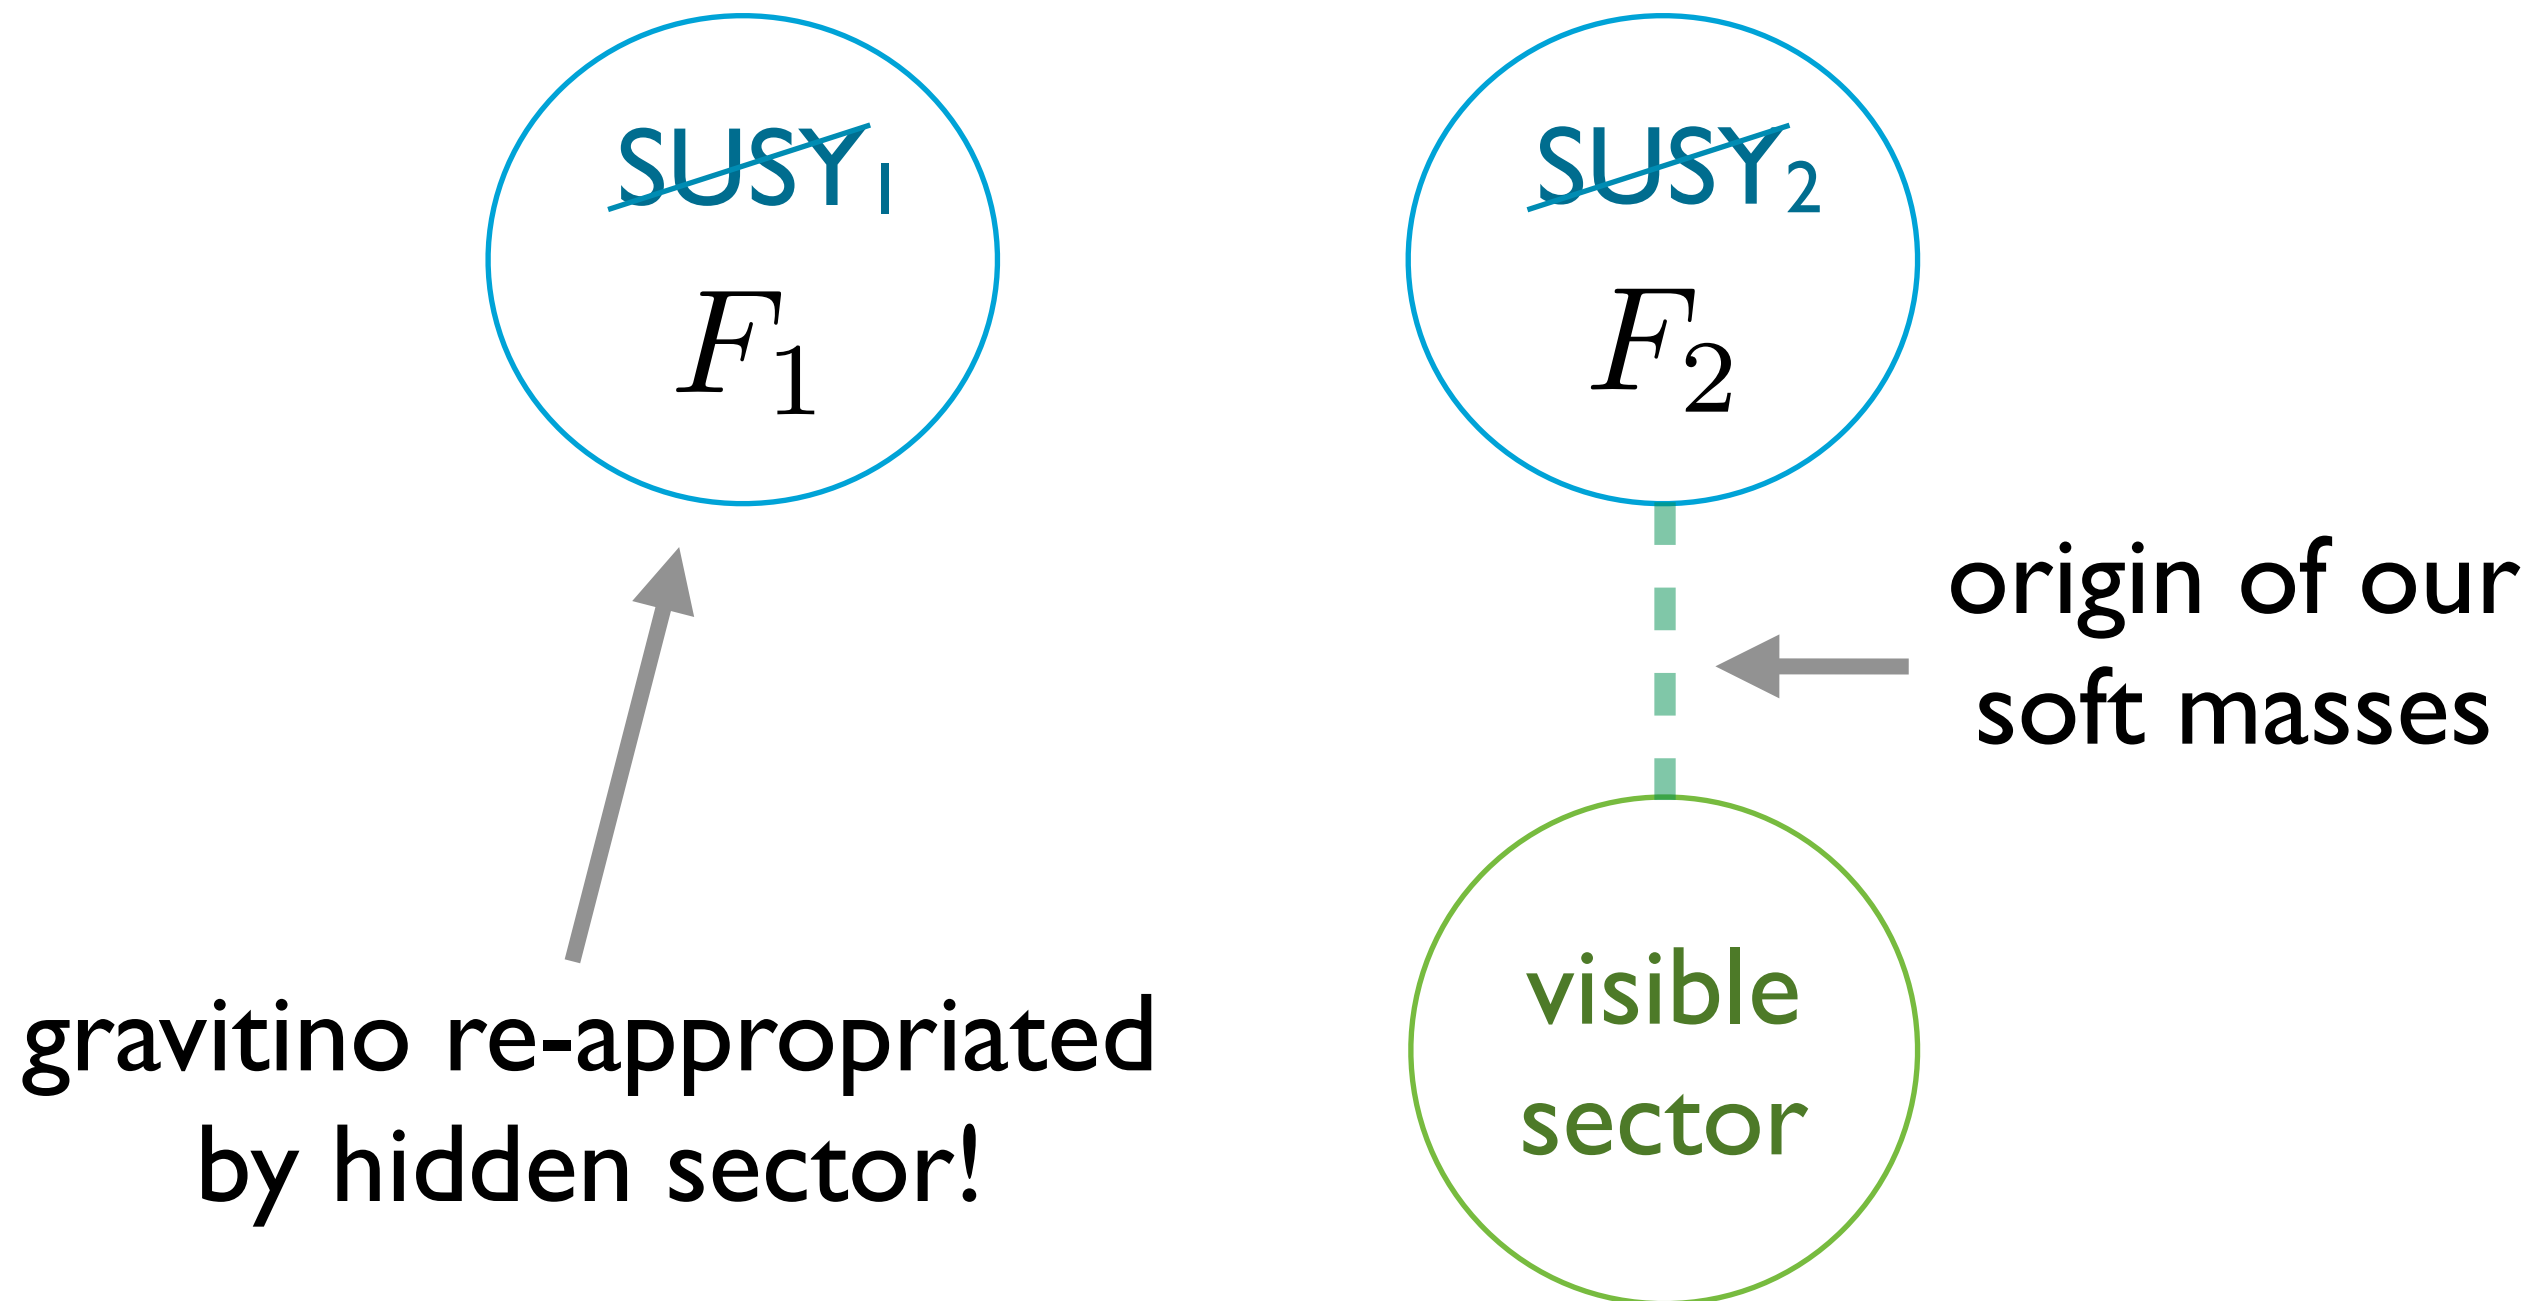 SUSY1
F1
SUSY2
F2
origin of our
soft masses
gravitino re-appropriated
by hidden sector!
visible
sector